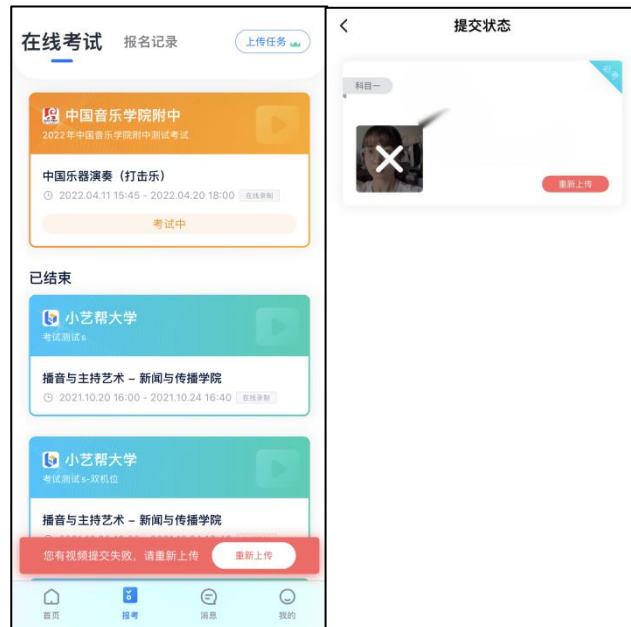 在线考试
报名记录
上传任务
中国音乐学院附中
2022年中国音乐学院附中测试考试
中国乐器演奏（打击乐）
2022.04.11 15:45 - 2022.04.20 18:00 在线录制
考试中
已结束
小艺帮大学
考试测试s
播音与主持艺术 – 新闻与传播学院
2021.10.20 16:00 - 2021.10.24 16:40 在线录制
小艺帮大学
考试测试s-双机位
播音与主持艺术 – 新闻与传播学院
您有视频提交失败，请重新上传
重新上传
首页
报考
消息
我的
提交状态
科目一
重新上传